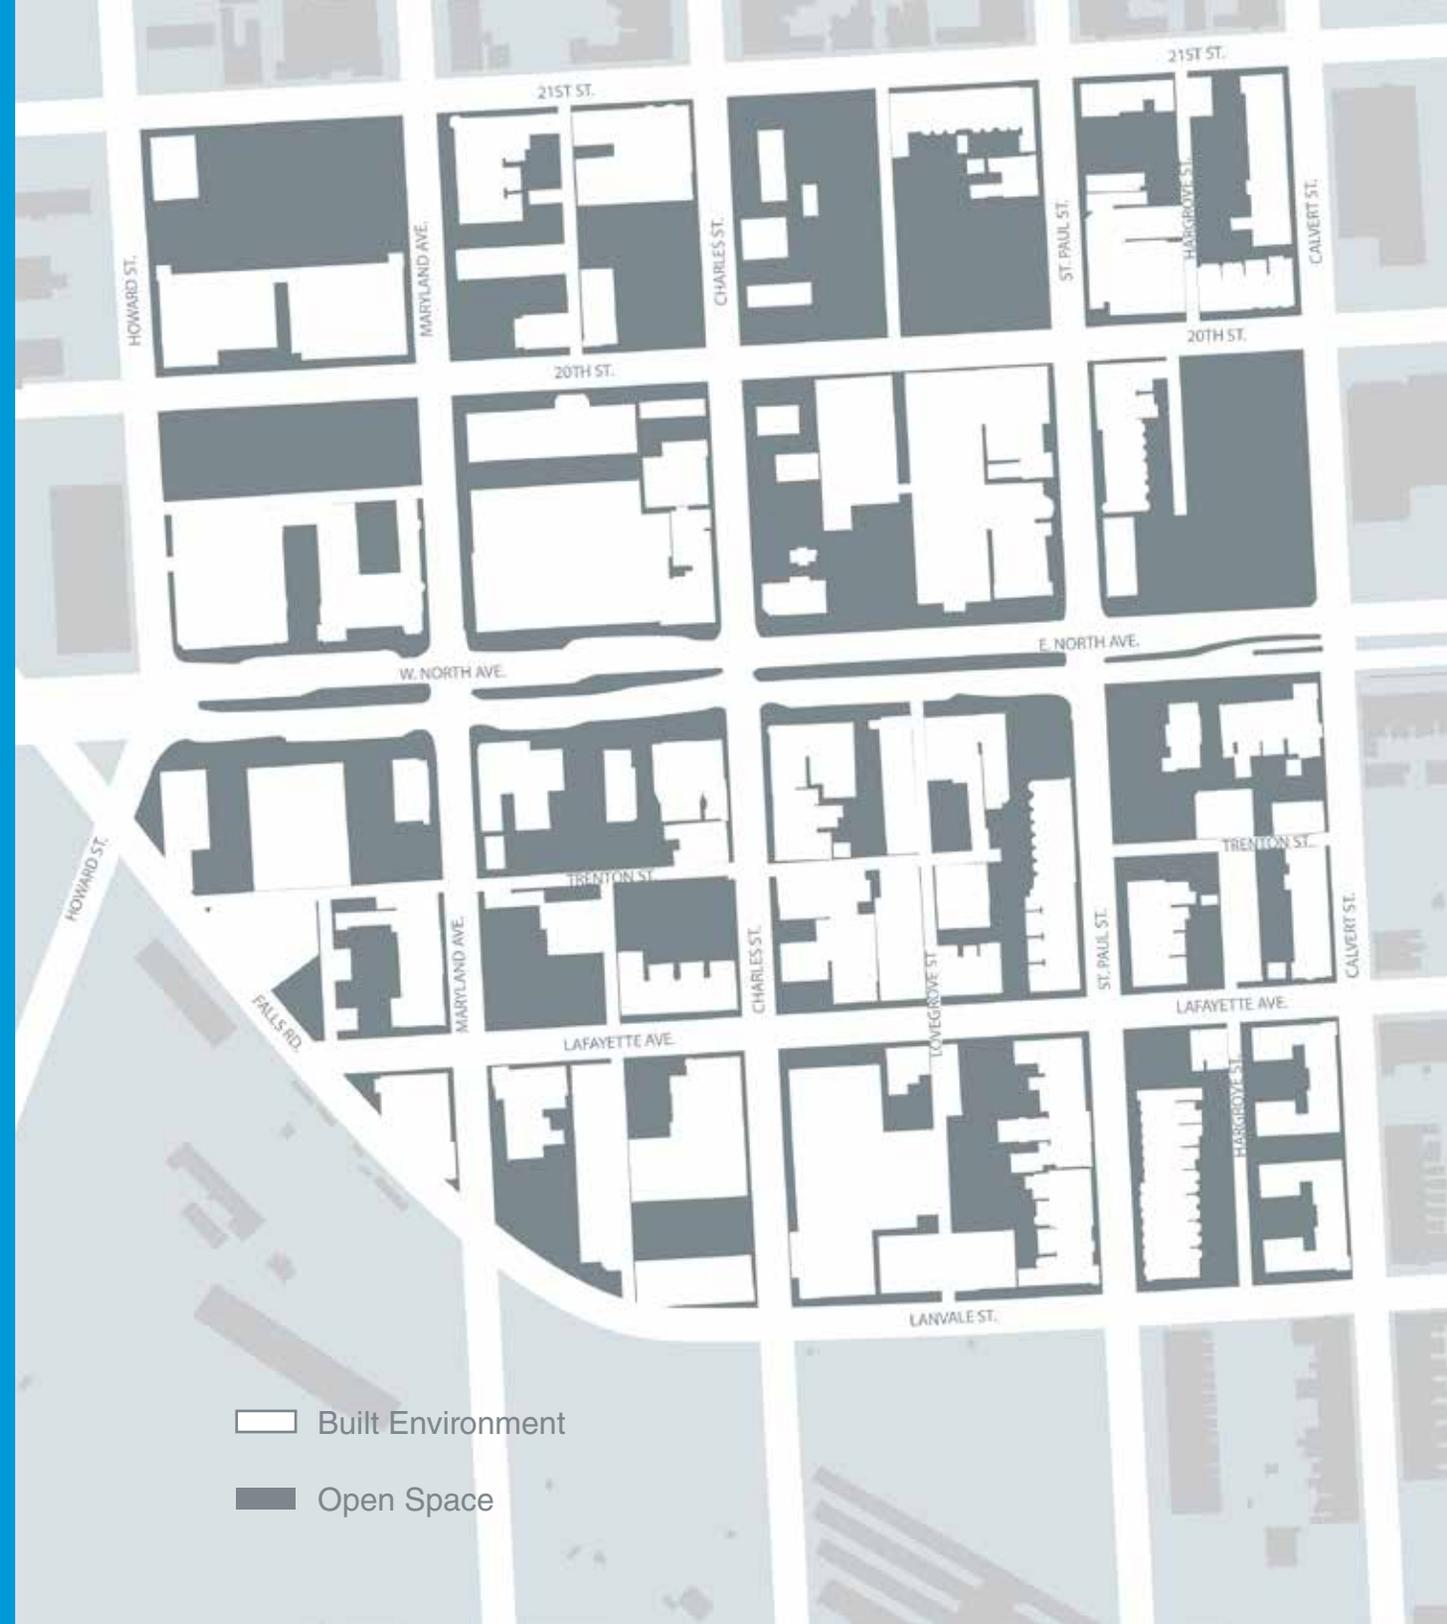 21ST ST.
21ST ST.
HOWARD ST.
MARYLAND AVE.
CHARLES ST.
ST. PAUL ST.
HARGROVE ST.
CALVERT ST.
20TH ST.
20TH ST.
W. NORTH AVE.
E. NORTH AVE.
HOWARD ST.
TRENTON ST.
TRENTON ST.
FALLS RD.
MARYLAND AVE.
CHARLES ST.
LOVEGROVE ST
ST. PAUL ST.
CALVERT ST.
LAFAYETTE AVE.
LAFAYETTE AVE.
HARGROVE ST.
LANVALE ST.
Built Environment
Open Space